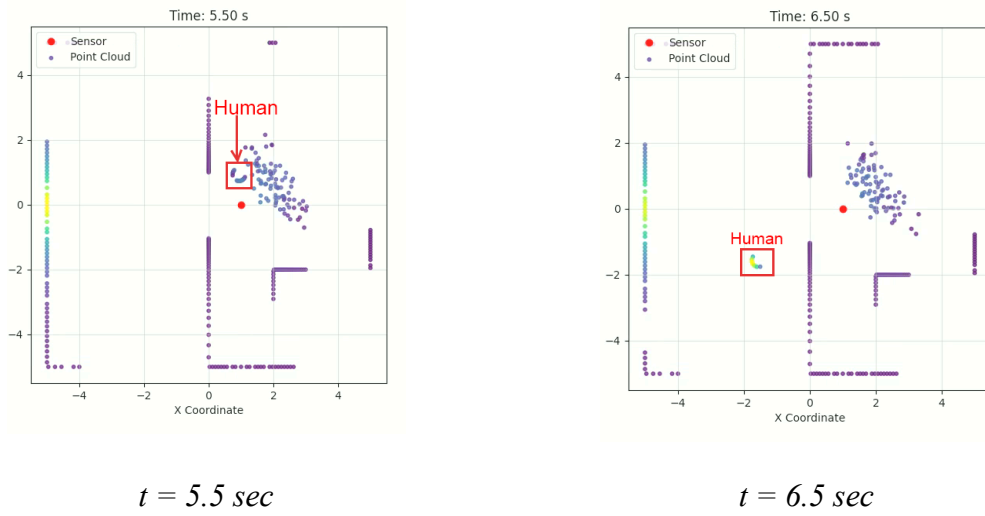 Time: 5.50 s
Sensor
Point Cloud
Human
4
2
0
−2
−4
−4
−2
0
2
4
X Coordinate
t = 5.5 sec
Time: 6.50 s
Sensor
Point Cloud
Human
4
2
0
−2
−4
−4
−2
0
2
4
X Coordinate
t = 6.5 sec